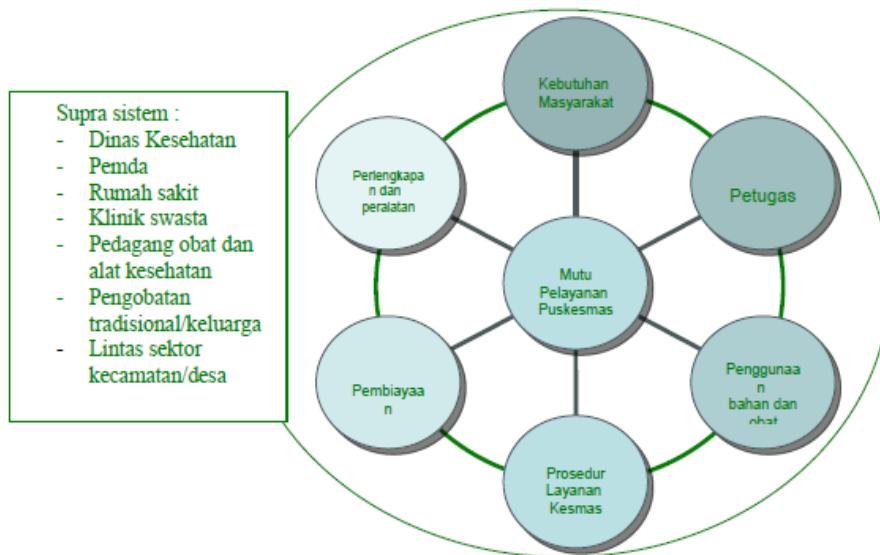 Supra sistem :
- Dinas Kesehatan
- Pemda
- Rumah sakit
- Klinik swasta
- Pedagang obat dan
alat kesehatan
- Pengobatan
tradisional/keluarga
- Lintas sektor
kecamatan/desa
Kebutuhan
Masyarakat
Perlengkapa
n dan
peralatan
Petugas
Mutu
Pelayanan
Puskesmas
Pembiayaa
n
Penggunaa
n
bahan dan
obat
Prosedur
Layanan
Kesmas